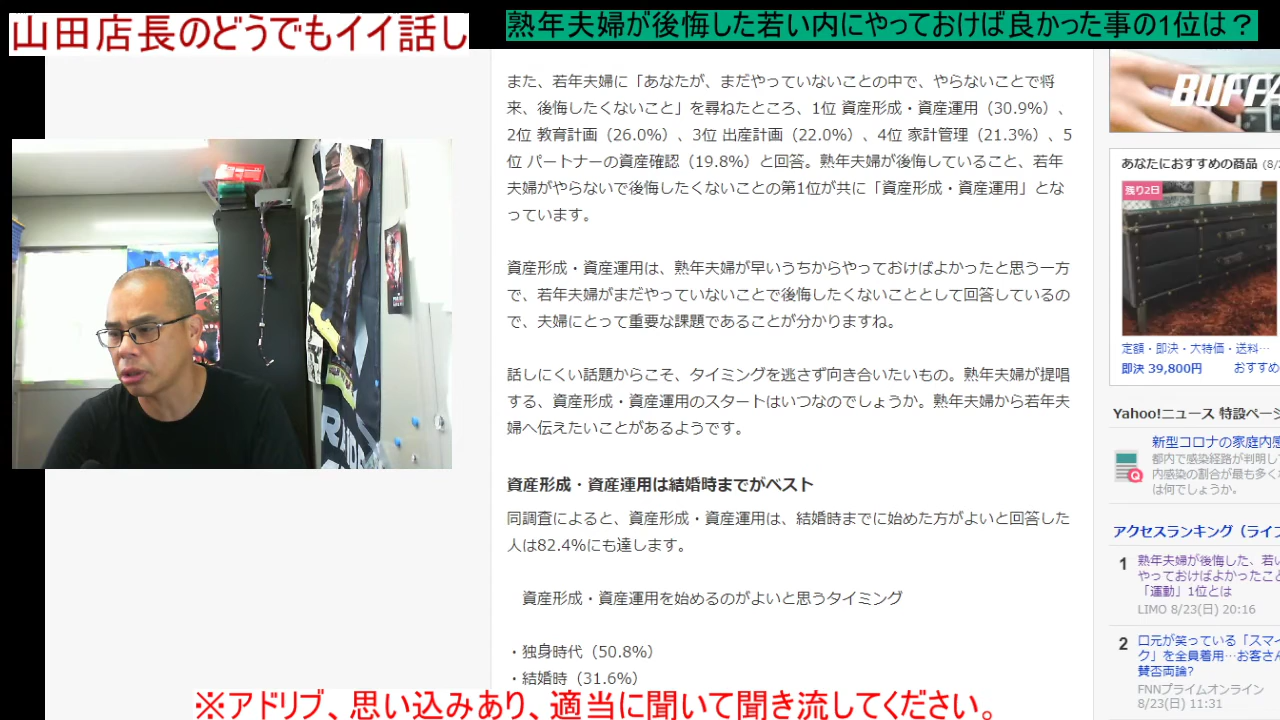 山田店長のどうでもイイ話し
熟年夫婦が後悔した若い内にやっておけば良かった事の1位は？
また、若年夫婦に「あなたが、まだやっていないことの中で、やらないことで将
来、後悔したくないこと」を尋ねたところ、1位 資産形成・資産運用（30.9%）、
2位 教育計画（26.0%）、3位 出産計画（22.0%）、4位 家計管理（21.3%）、5
位 パートナーの資産確認（19.8%）と回答。熟年夫婦が後悔していること、若年
夫婦がやらないで後悔したくないことの第1位が共に「資産形成・資産運用」とな
っています。
資産形成・資産運用は、熟年夫婦が早いうちからやっておけばよかったと思う一方
で、若年夫婦がまだやっていないことで後悔したくないこととして回答しているの
で、夫婦にとって重要な課題であることが分かりますね。
話しにくい話題からこそ、タイミングを逃さず向き合いたいもの。熟年夫婦が提唱
する、資産形成・資産運用のスタートはいつなのでしょうか。熟年夫婦から若年夫
婦へ伝えたいことがあるようです。
資産形成・資産運用は結婚時までがベスト
同調査によると、資産形成・資産運用は、結婚時までに始めた方がよいと回答した
人は82.4%にも達します。
資産形成・資産運用を始めるのがよいと思うタイミング
・独身時代（50.8%）
・結婚時（31.6%）
BUFFA
あなたにおすすめの商品（8/2
残り2日
定額・即決・大特価・送料…
即決 39,800円 おすすめ
Yahoo!ニュース 特設ページ
新型コロナの家庭内感
都内で感染経路が判明して
内感染の割合が最も多く
は何でしょうか。
アクセスランキング（ライフ
1 熟年夫婦が後悔した、若い
やっておけばよかったこと
「運動」1位とは
LIMO 8/23(日) 20:16
2 口元が笑っている「スマイ
ク」を全員着用…お客さん
賛否両論?
FNNプライムオンライン
8/23(日) 11:31
※アドリブ、思い込みあり、適当に聞いて聞き流してください。